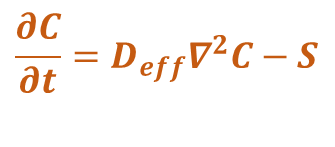 ∂C/∂t = D_eff ∇²C − S